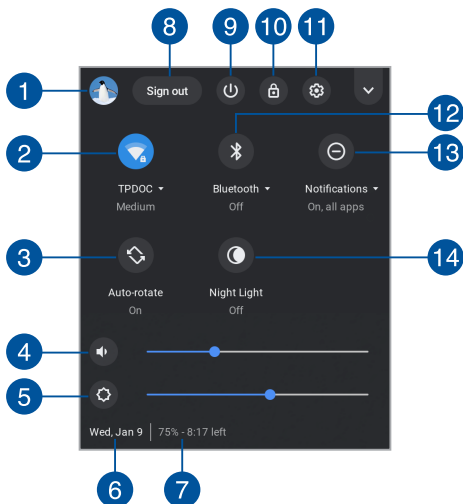 8 9 10 11
1 Sign out
12
2 13
TPDOC Bluetooth Notifications
Medium Off On, all apps
3 14
Auto-rotate Night Light
On Off
4
5
Wed, Jan 9 75% - 8:17 left
6 7